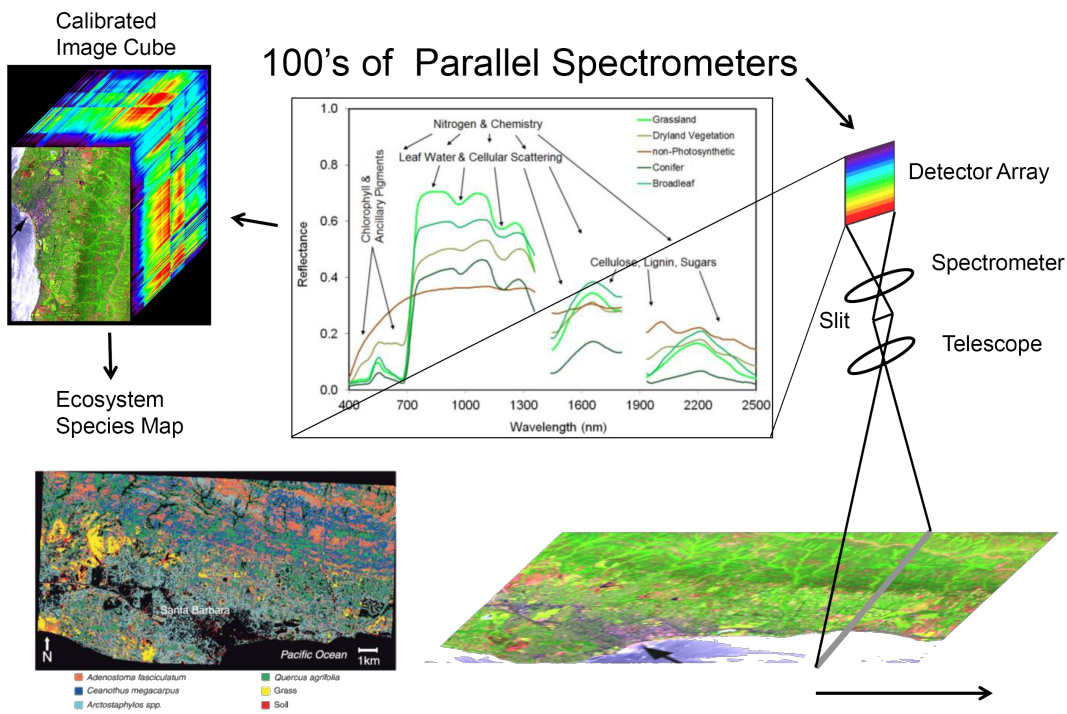 Calibrated
Image Cube
100's of  Parallel Spectrometers
1.0
0.8
0.6
0.4
0.2
0.0
Reflectance
400
700
1000
1300
1600
1900
2200
2500
Wavelength (nm)
Nitrogen & Chemistry
Leaf Water & Cellular Scattering
Chlorophyll &
Ancillary Pigments
Cellulose, Lignin, Sugars
Grassland
Dryland Vegetation
non-Photosynthetic
Conifer
Broadleaf
Detector Array
Spectrometer
Slit
Telescope
Ecosystem
Species Map
Santa Barbara
Pacific Ocean
N
1km
Adenostoma fasciculatum
Ceanothus megacarpus
Arctostaphylos spp.
Quercus agrifolia
Grass
Soil